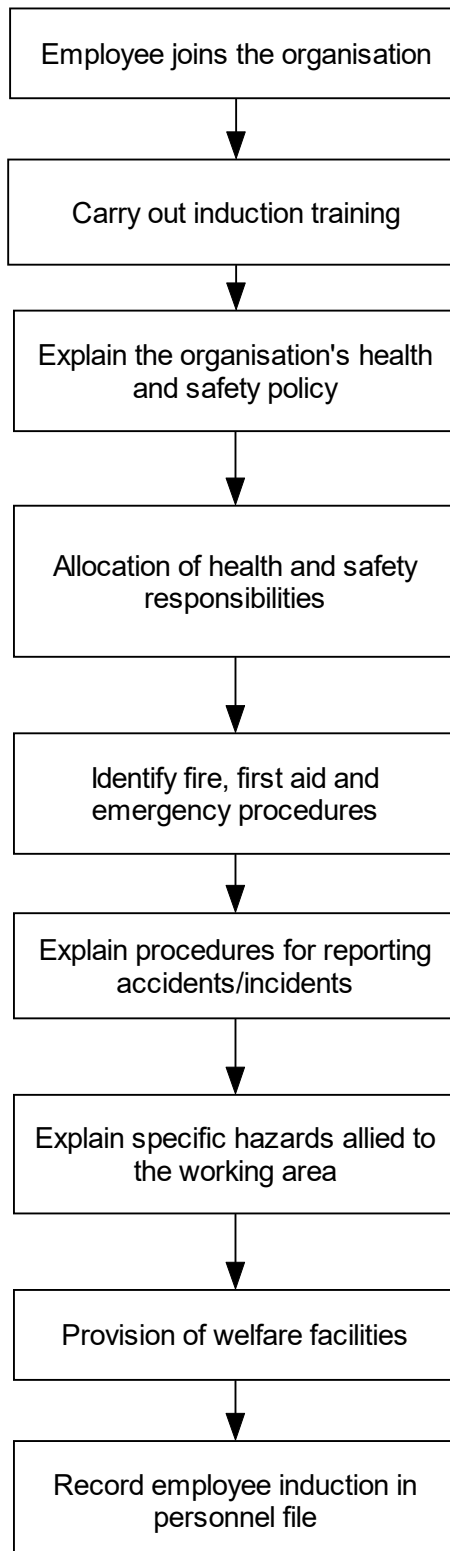 Employee joins the organisation
Carry out induction training
Explain the organisation's health
and safety policy
Allocation of health and safety
responsibilities
Identify fire, first aid and
emergency procedures
Explain procedures for reporting
accidents/incidents
Explain specific hazards allied to
the working area
Provision of welfare facilities
Record employee induction in
personnel file